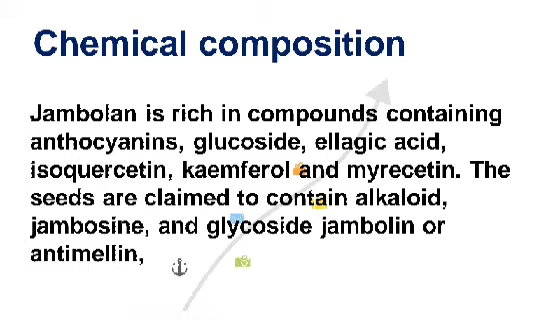 Chemical composition
Jambolan is rich in compounds containing
anthocyanins, glucoside, ellagic acid,
isoquercetin, kaemferol and myrecetin. The
seeds are claimed to contain alkaloid,
jambosine, and glycoside jambolin or
antimellin,